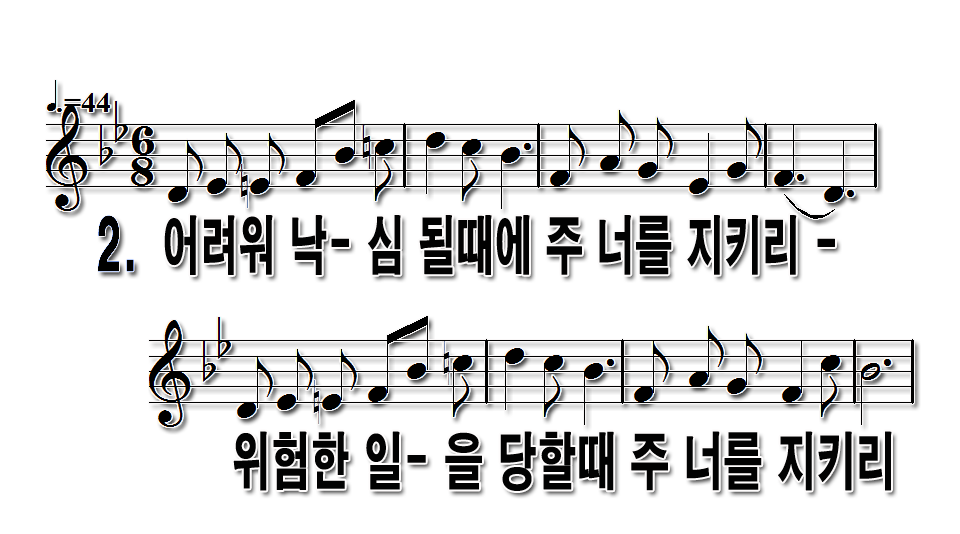 ♩.=44
6
8
2. 어려워 낙- 심 될때에 주 너를 지키리 -
위험한 일- 을 당할때 주 너를 지키리